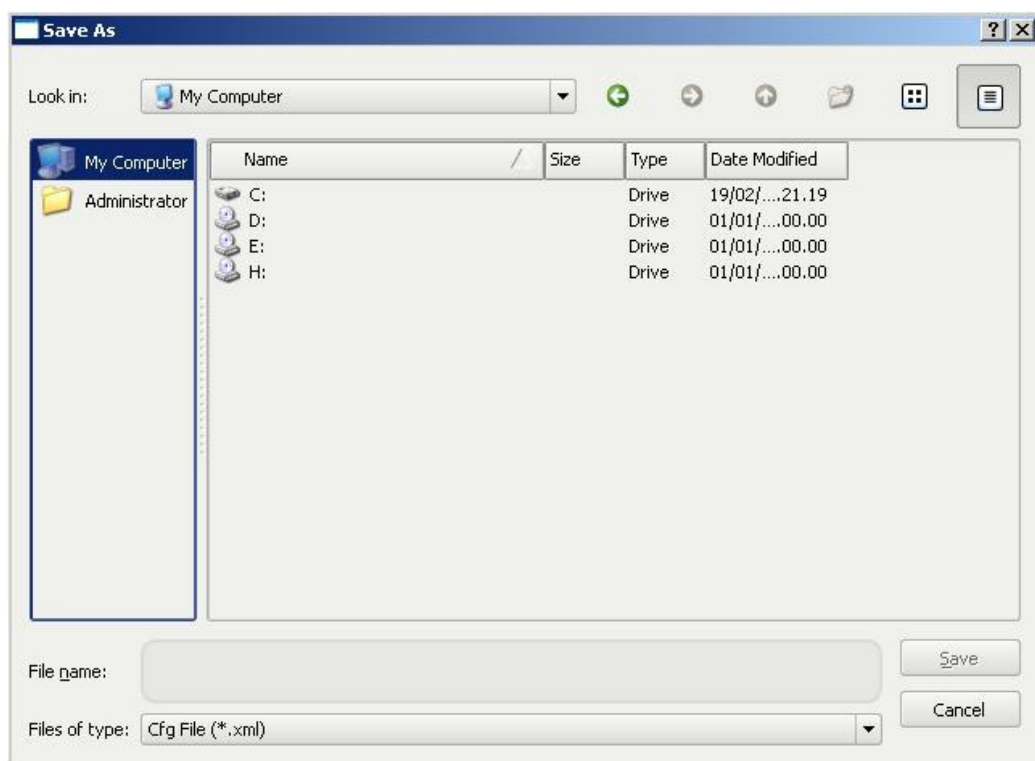 Save As
Look in: My Computer
My Computer
Administrator
Name Size Type Date Modified
C: Drive 19/02/....21.19
D: Drive 01/01/....00.00
E: Drive 01/01/....00.00
H: Drive 01/01/....00.00
File name: Save
Files of type: Cfg File (*.xml) Cancel